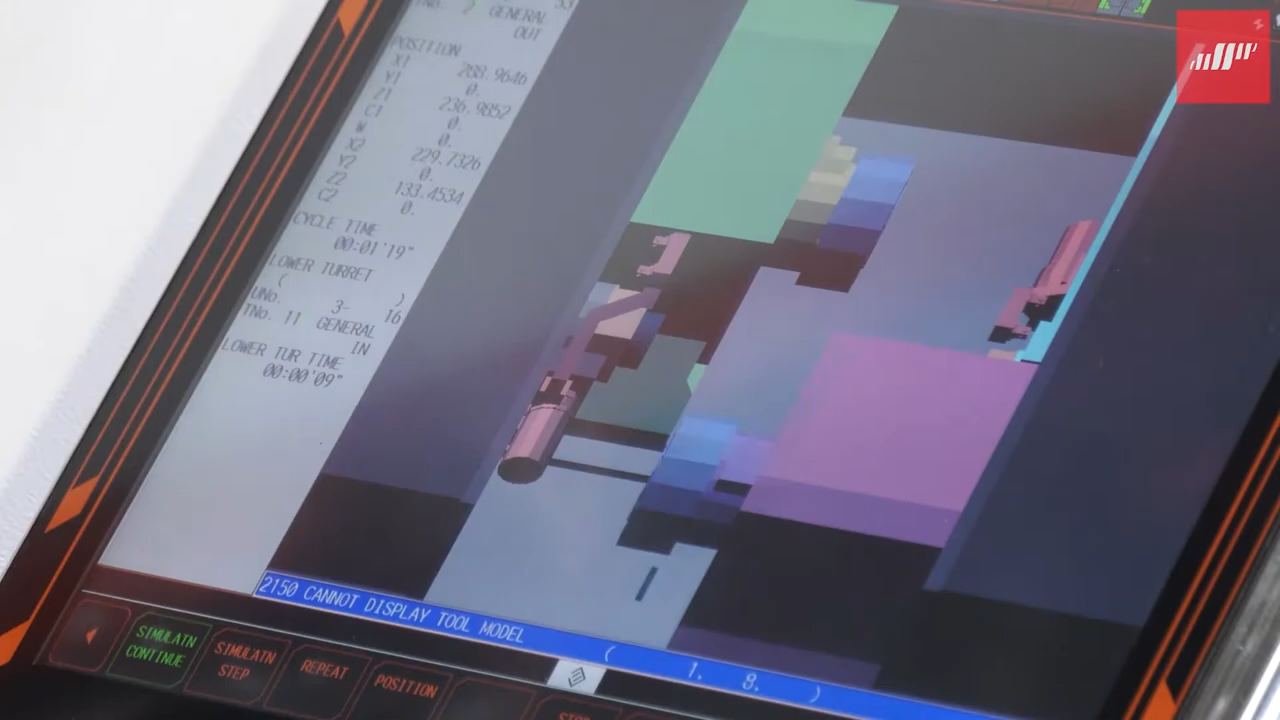 53
TNo. 2 GENERAL
OUT
POSITION
X1 288.9646
Y1 0.
Z1 236.9852
C1 0.
W 0.
X2 229.7326
Y2 0.
Z2 133.4534
C2 0.
CYCLE TIME
00:01'19"
LOWER TURRET
( )
UNo. 3- 16
TNo. 11 GENERAL
IN
LOWER TUR TIME
00:00'09"
2150 CANNOT DISPLAY TOOL MODEL ( 1. 8. )
SIMULATN
CONTINUE
SIMULATN
STEP
REPEAT
POSITION